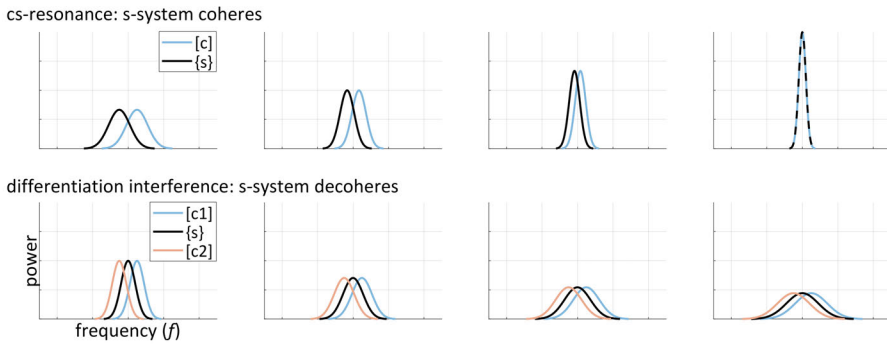 cs-resonance: s-system coheres
[c]
{s}
differentiation interference: s-system decoheres
[c1]
{s}
[c2]
power
frequency (f)